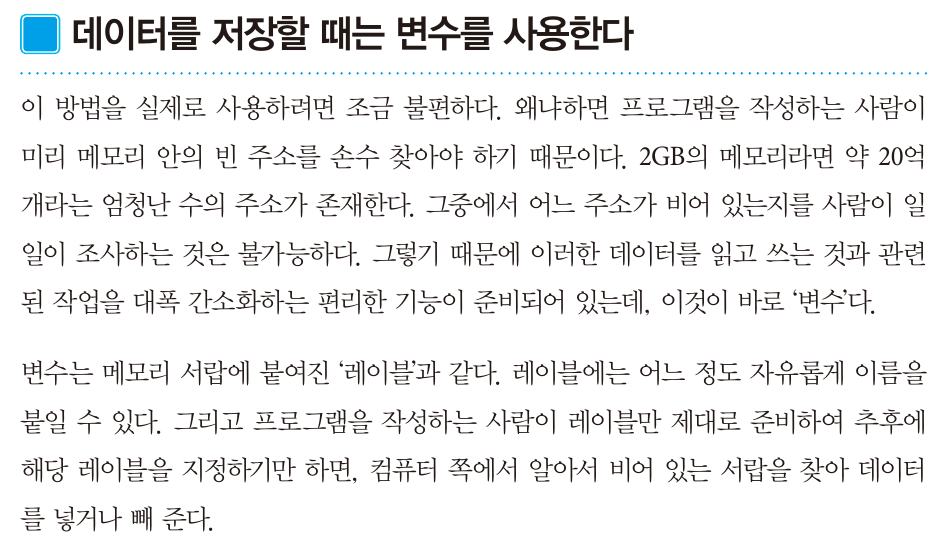 데이터를 저장할 때는 변수를 사용한다
이 방법을 실제로 사용하려면 조금 불편하다. 왜냐하면 프로그램을 작성하는 사람이
미리 메모리 안의 빈 주소를 손수 찾아야 하기 때문이다. 2GB의 메모리라면 약 20억
개라는 엄청난 수의 주소가 존재한다. 그중에서 어느 주소가 비어 있는지를 사람이 일
일이 조사하는 것은 불가능하다. 그렇기 때문에 이러한 데이터를 읽고 쓰는 것과 관련
된 작업을 대폭 간소화하는 편리한 기능이 준비되어 있는데, 이것이 바로 ‘변수’다.
변수는 메모리 서랍에 붙여진 ‘레이블’과 같다. 레이블에는 어느 정도 자유롭게 이름을
붙일 수 있다. 그리고 프로그램을 작성하는 사람이 레이블만 제대로 준비하여 추후에
해당 레이블을 지정하기만 하면, 컴퓨터 쪽에서 알아서 비어 있는 서랍을 찾아 데이터
를 넣거나 빼 준다.